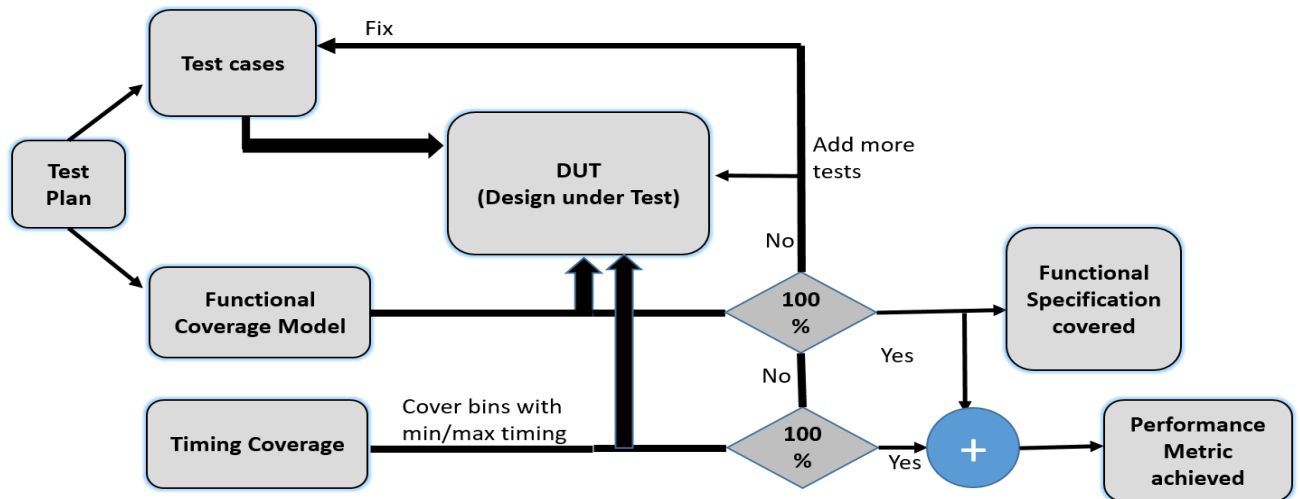 Fix
Test cases
Add more
tests
DUT
(Design under Test)
Test
Plan
No
Functional
Coverage Model
100
%
Functional
Specification
covered
Yes
No
Timing Coverage
Cover bins with
min/max timing
100
%
Yes
+
Performance
Metric
achieved